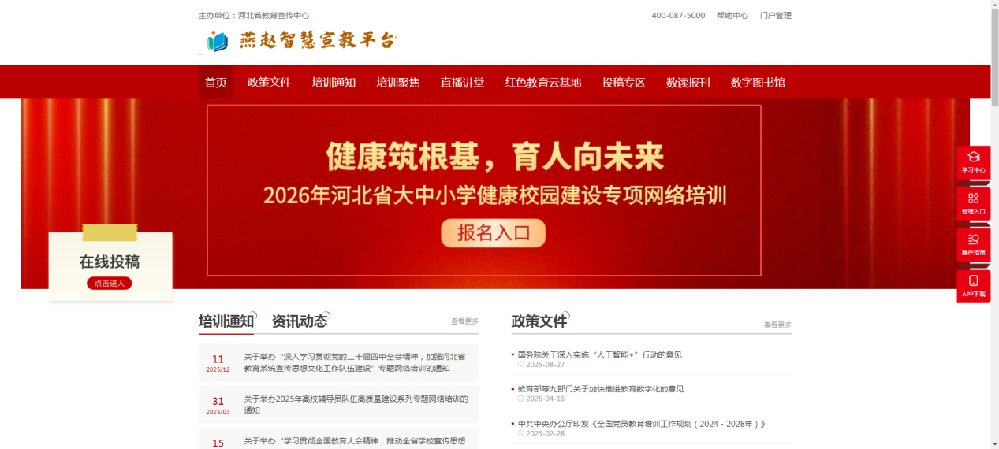 主办单位：河北省教育宣传中心
400-087-5000 帮助中心 门户管理
燕赵智慧宣教平台
首页 政策文件 培训通知 培训聚焦 直播讲堂 红色教育云基地 投稿专区 数读报刊 数字图书馆
健康筑根基，育人向未来
2026年河北省大中小学健康校园建设专项网络培训
报名入口
在线投稿
点击进入
学习中心
管理入口
操作指南
APP下载
培训通知 资讯动态 查看更多
11
2025/12
关于举办“深入学习贯彻党的二十届四中全会精神，加强河北省
教育系统宣传思想文化工作队伍建设”专题网络培训的通知
31
2025/03
关于举办2025年高校辅导员队伍高质量建设系列专题网络培训的
通知
15
关于举办“学习贯彻全国教育大会精神，推动全省学校宣传思想
政策文件 查看更多
国务院关于深入实施“人工智能+”行动的意见
2025-08-27
教育部等九部门关于加快推进教育数字化的意见
2025-04-16
中共中央办公厅印发《全国党员教育培训工作规划（2024－2028年）》
2025-02-28